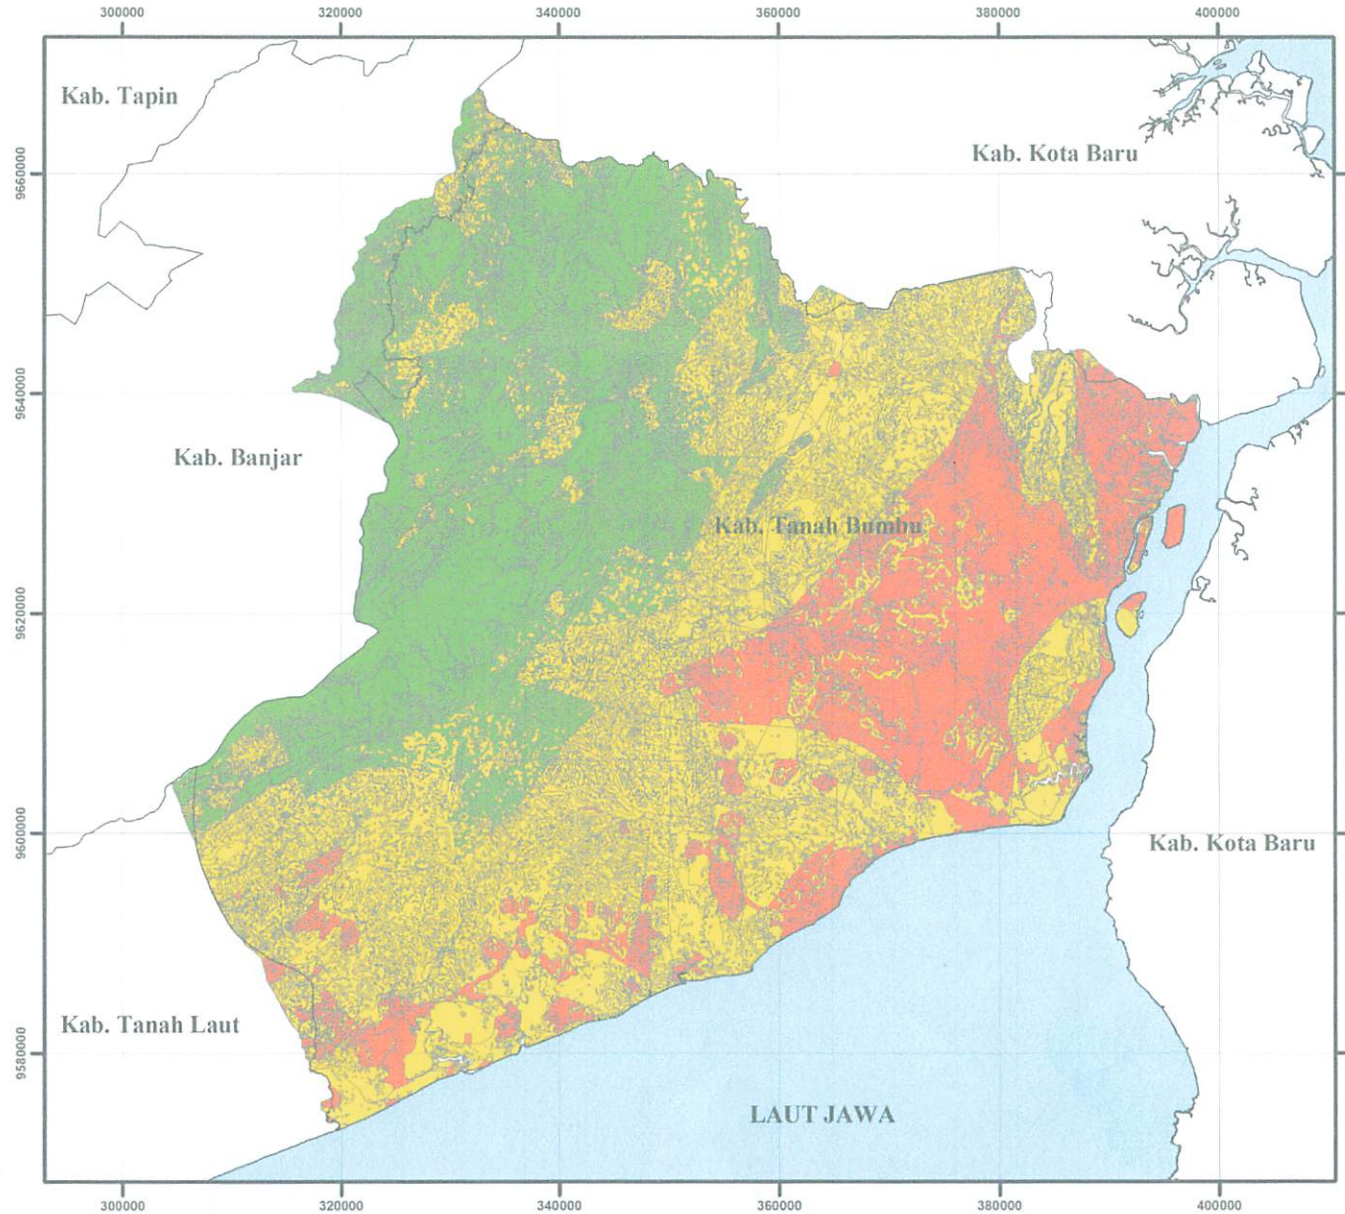 300000 320000 340000 360000 380000 400000
Kab. Tapin
Kab. Kota Baru
9660000
9640000
Kab. Banjar
Kab. Tanah Bumbu
9620000
9600000
Kab. Kota Baru
Kab. Tanah Laut
9580000
LAUT JAWA
300000 320000 340000 360000 380000 400000